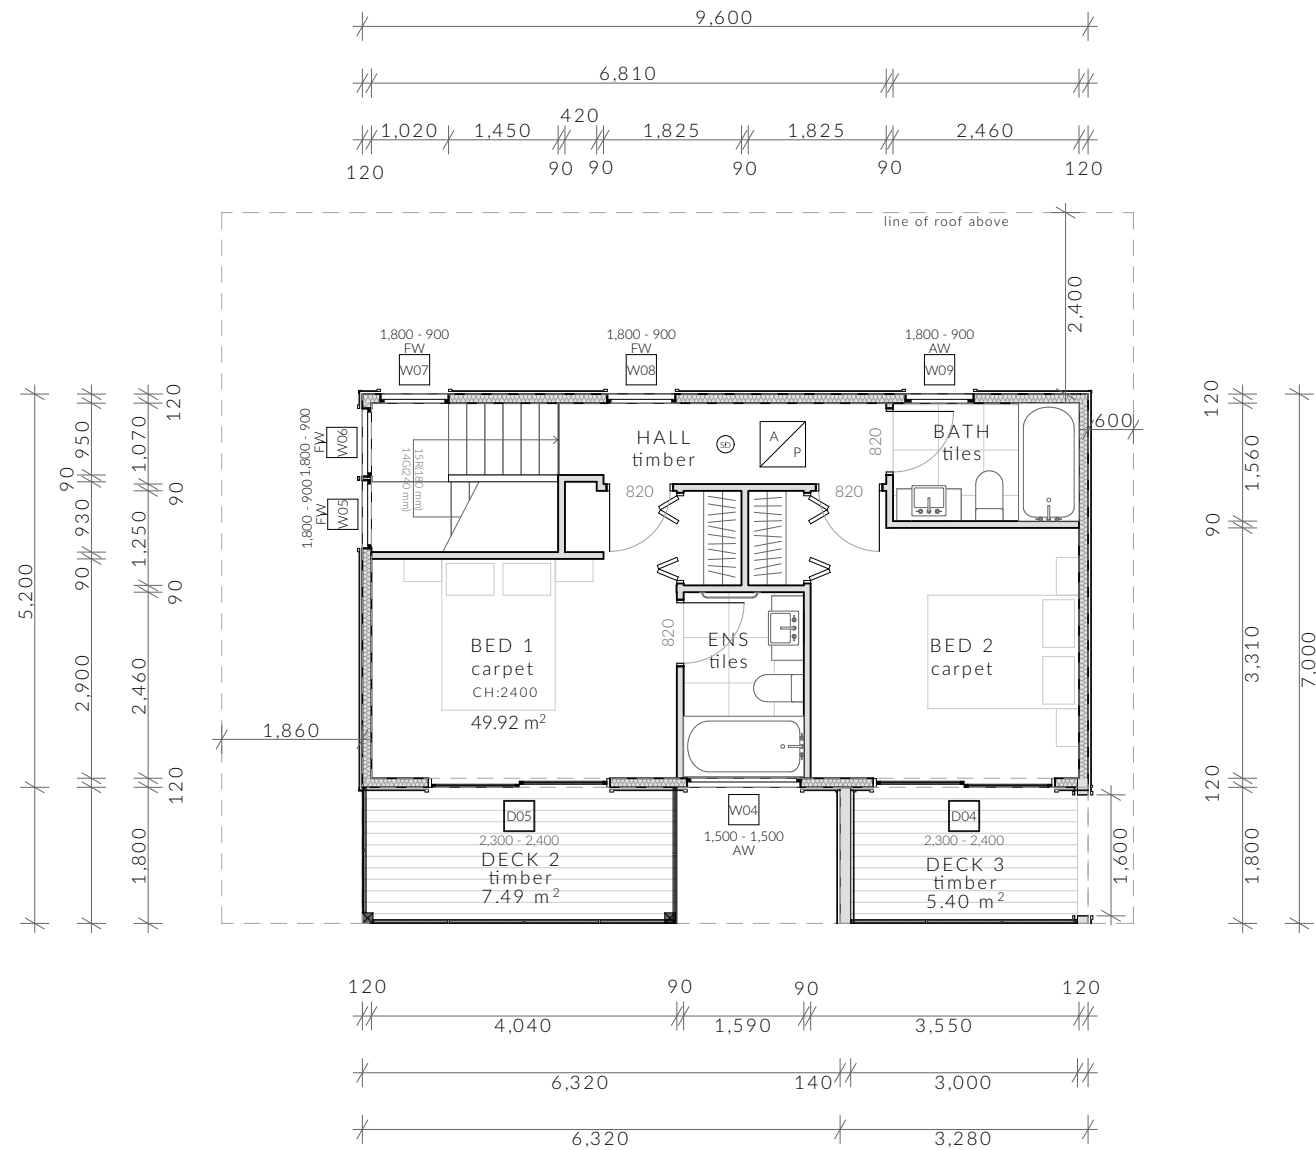 9,600
6,810
420
1,020
1,450
1,825
1,825
2,460
120
90
90
90
90
120
line of roof above
2,400
1,800 - 900
FW
W07
1,800 - 900
FW
W08
1,800 - 900
AW
W09
600
5,200
950
90
930
90
2,900
120
1,070
90
1,250
90
2,460
120
1,800
1,800 - 900
FW
W06
1,800 - 900
FW
W05
15R(180 mm)
14G(240 mm)
HALL
timber
SD
A
P
820
BATH
tiles
820
820
120
1,560
90
3,310
120
1,800
7,000
BED 1
carpet
CH:2400
49.92 m²
820
ENS
tiles
BED 2
carpet
1,860
D05
2,300 - 2,400
DECK 2
timber
7.49 m²
W04
1,500 - 1,500
AW
D04
2,300 - 2,400
DECK 3
timber
5.40 m²
1,600
120
90
90
120
4,040
1,590
3,550
6,320
140
3,000
6,320
3,280